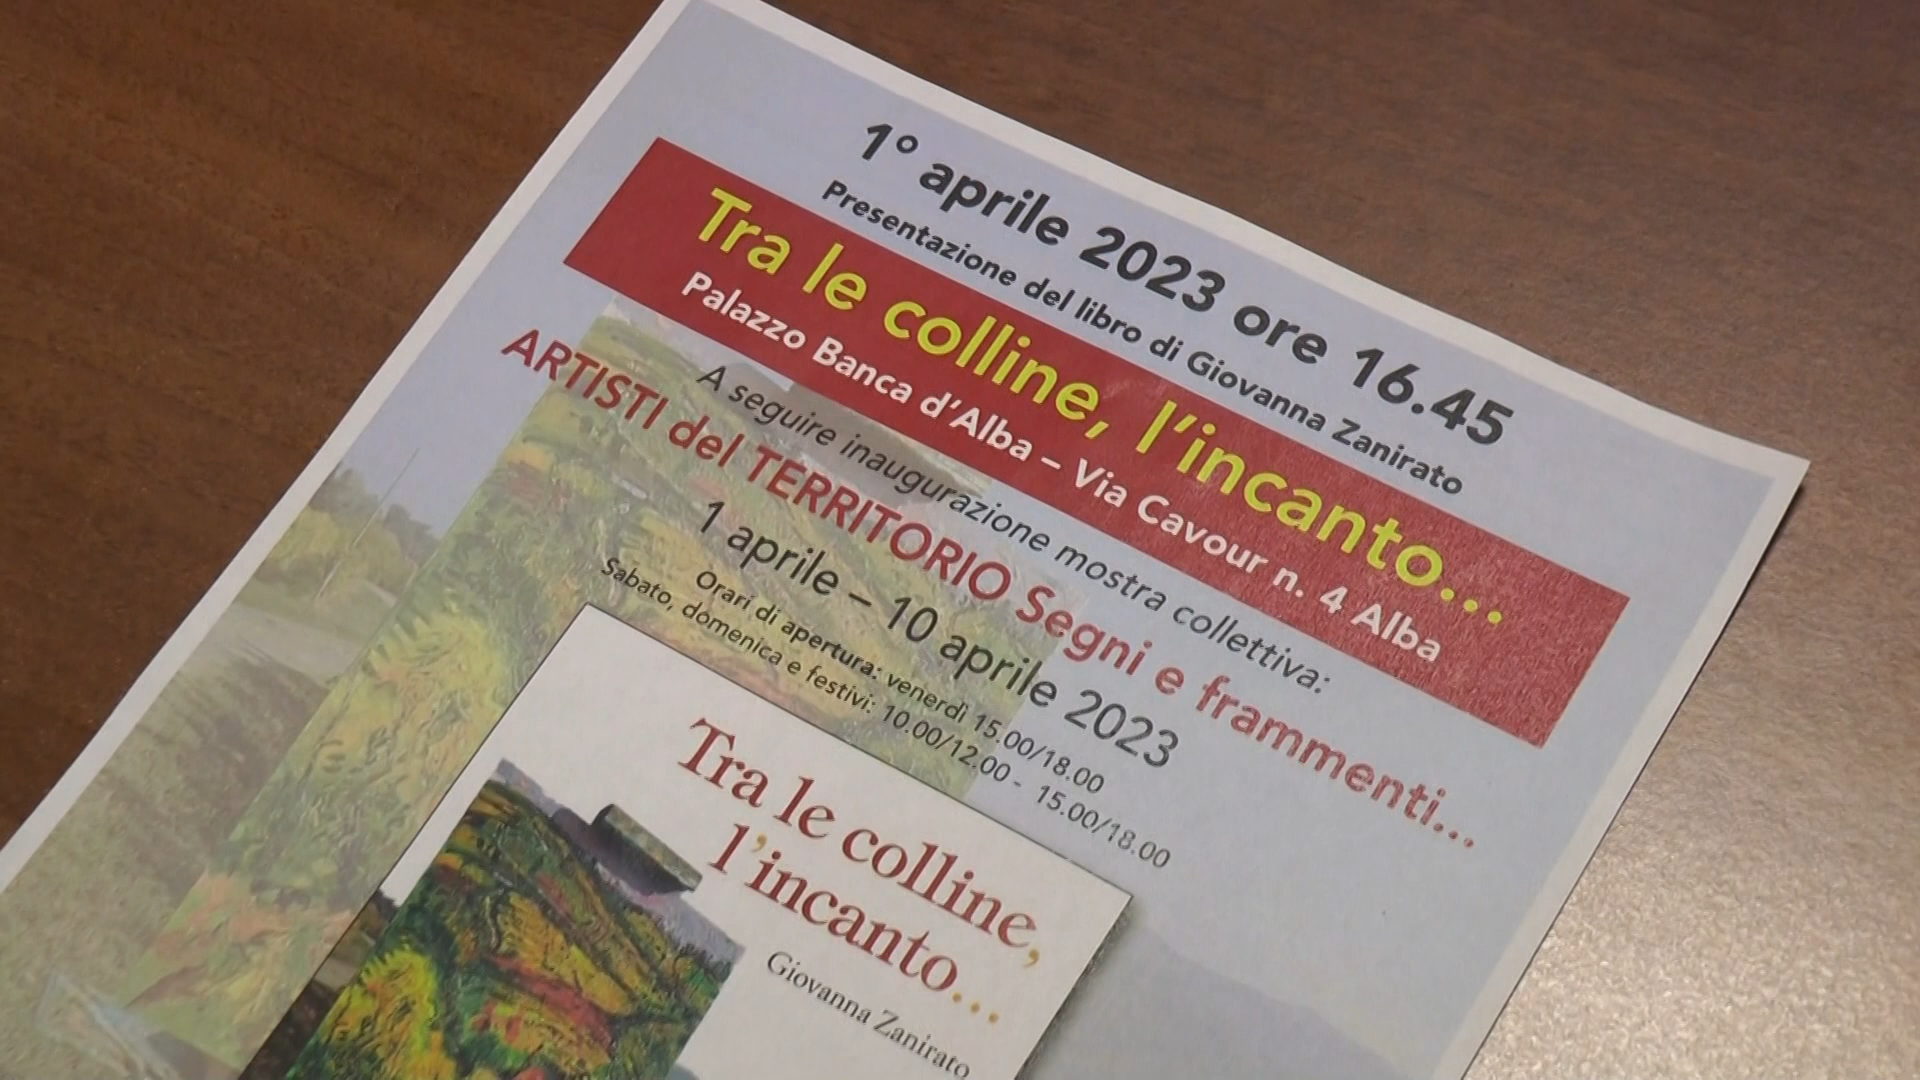 1° aprile 2023 ore 16.45
Presentazione del libro di Giovanna Zanirato
Tra le colline, l'incanto...
Palazzo Banca d'Alba – Via Cavour n. 4 Alba
A seguire inaugurazione mostra collettiva:
ARTISTI del TERRITORIO Segni e frammenti...
1 aprile – 10 aprile 2023
Orari di apertura: venerdì 15.00/18.00
Sabato, domenica e festivi: 10.00/12.00 - 15.00/18.00
Tra le colline,
l'incanto...
Giovanna Zanirato